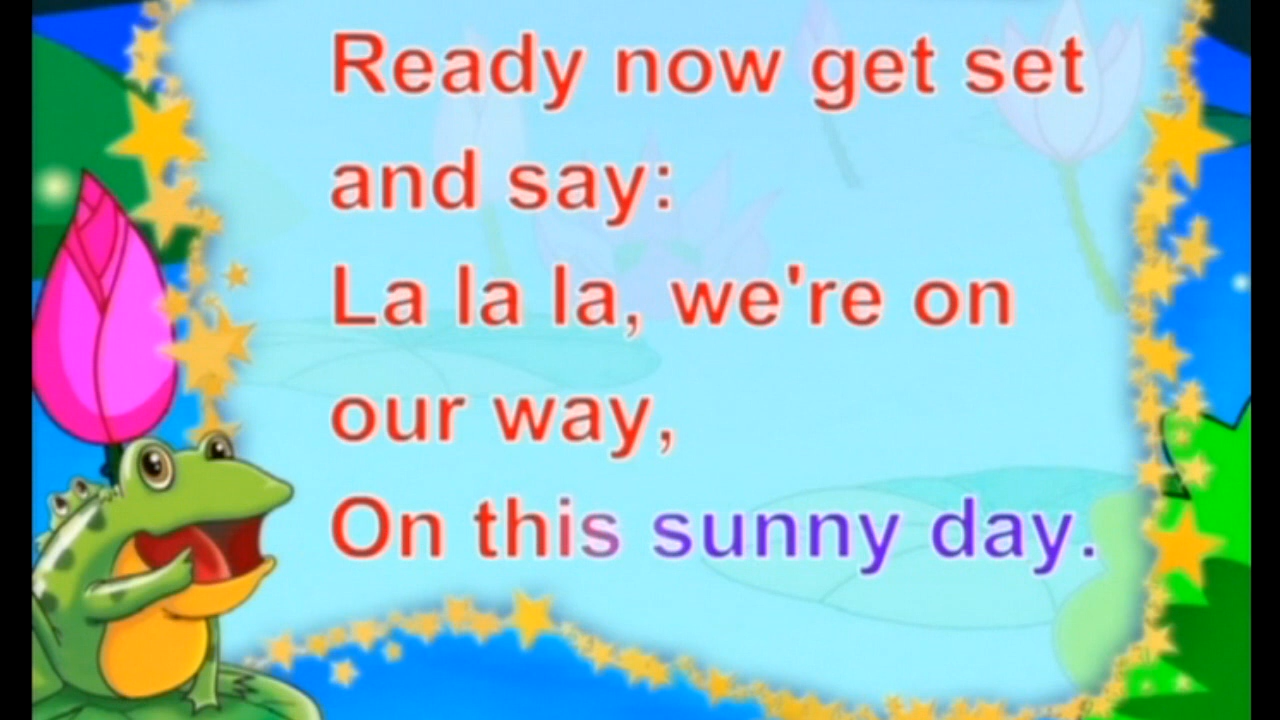 Ready now get set
and say:
La la la, we're on
our way,
On this sunny day.